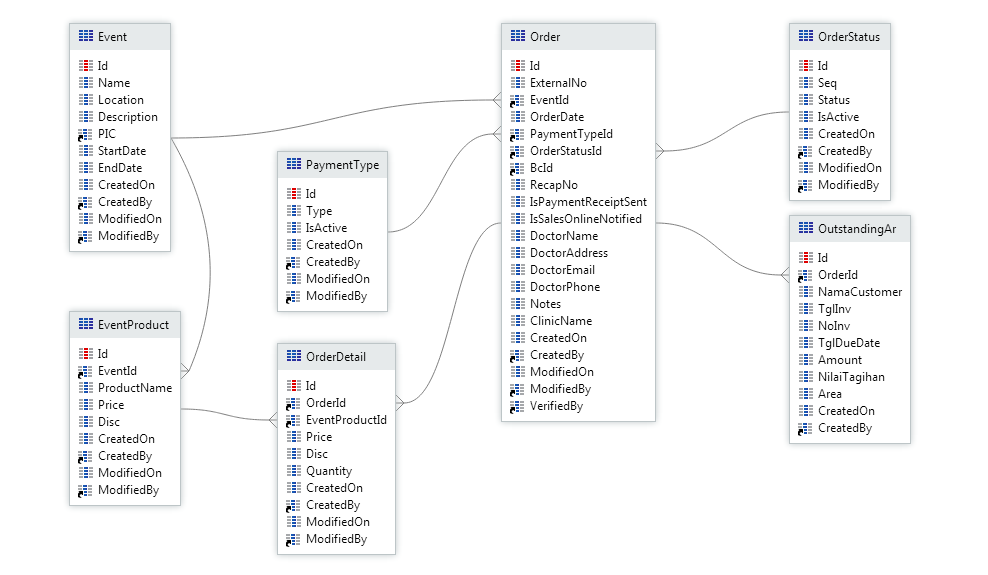 Event
Id
Name
Location
Description
PIC
StartDate
EndDate
CreatedOn
CreatedBy
ModifiedOn
ModifiedBy
PaymentType
Id
Type
IsActive
CreatedOn
CreatedBy
ModifiedOn
ModifiedBy
Order
Id
ExternalNo
EventId
OrderDate
PaymentTypeId
OrderStatusId
BcId
RecapNo
IsPaymentReceiptSent
IsSalesOnlineNotified
DoctorName
DoctorAddress
DoctorEmail
DoctorPhone
Notes
ClinicName
CreatedOn
CreatedBy
ModifiedOn
ModifiedBy
VerifiedBy
OrderStatus
Id
Seq
Status
IsActive
CreatedOn
CreatedBy
ModifiedOn
ModifiedBy
OutstandingAr
Id
OrderId
NamaCustomer
TglInv
NoInv
TglDueDate
Amount
NilaiTagihan
Area
CreatedOn
CreatedBy
EventProduct
Id
EventId
ProductName
Price
Disc
CreatedOn
CreatedBy
ModifiedOn
ModifiedBy
OrderDetail
Id
OrderId
EventProductId
Price
Disc
Quantity
CreatedOn
CreatedBy
ModifiedOn
ModifiedBy